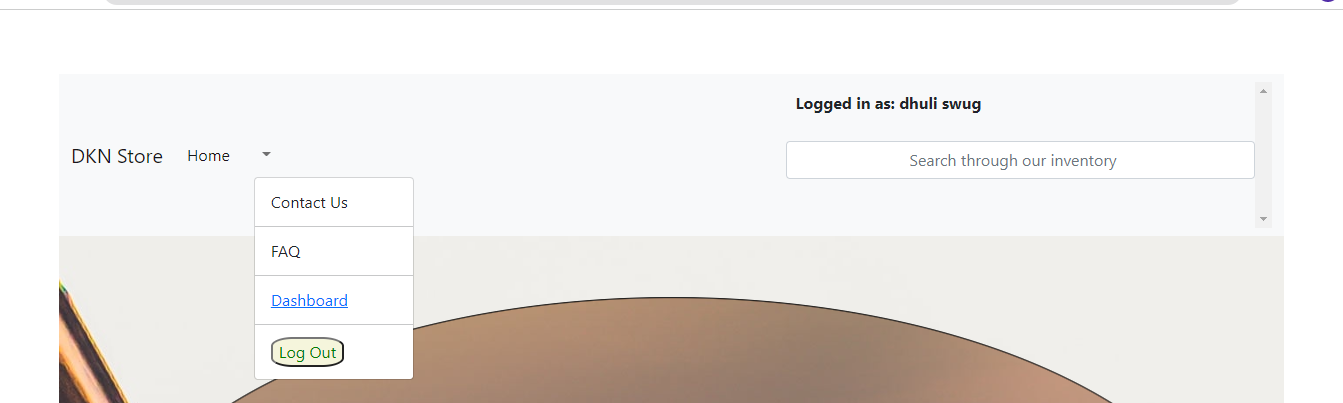 Logged in as: dhuli swug
DKN Store Home
Search through our inventory
Contact Us
FAQ
Dashboard
Log Out